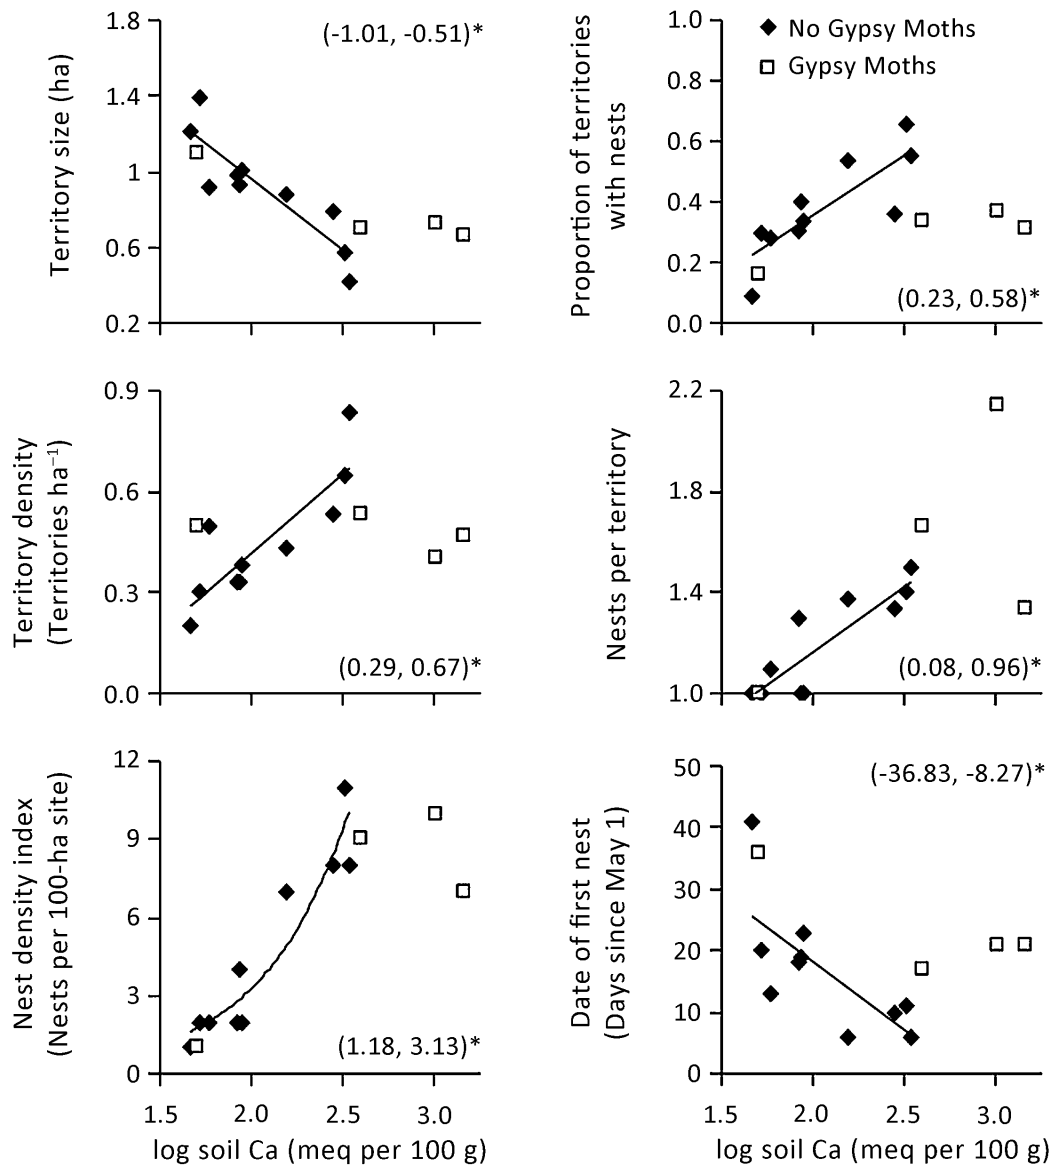 Territory size (ha)
1.8
1.4
1
0.6
0.2
(-1.01, -0.51)*
Proportion of territories
with nests
1.0
0.8
0.6
0.4
0.2
0.0
No Gypsy Moths
Gypsy Moths
(0.23, 0.58)*
Territory density
(Territories ha⁻¹)
0.9
0.6
0.3
0.0
(0.29, 0.67)*
Nests per territory
2.2
1.8
1.4
1.0
(0.08, 0.96)*
Nest density index
(Nests per 100-ha site)
12
9
6
3
0
(1.18, 3.13)*
1.5 2.0 2.5 3.0
log soil Ca (meq per 100 g)
Date of first nest
(Days since May 1)
50
40
30
20
10
0
(-36.83, -8.27)*
1.5 2.0 2.5 3.0
log soil Ca (meq per 100 g)